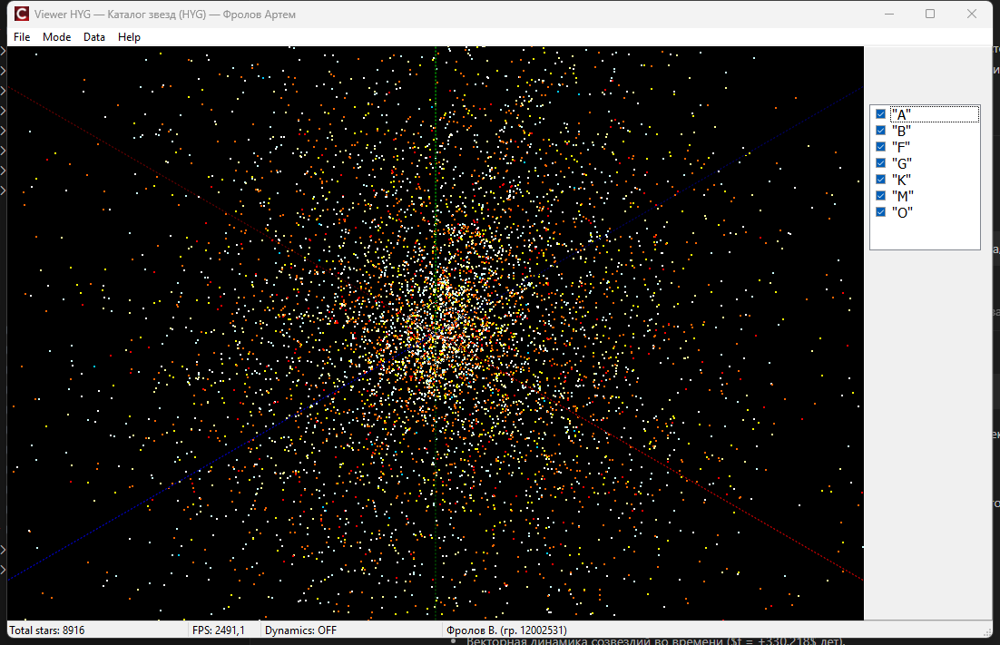 Viewer HYG — Каталог звезд (HYG) — Фролов Артем
File Mode Data Help
"A"
"B"
"F"
"G"
"K"
"M"
"O"
Total stars: 8916 FPS: 2491,1 Dynamics: OFF Фролов В. (гр. 12002531)
Векторная динамика созвездий во времени ($t = +330.218$ лет).